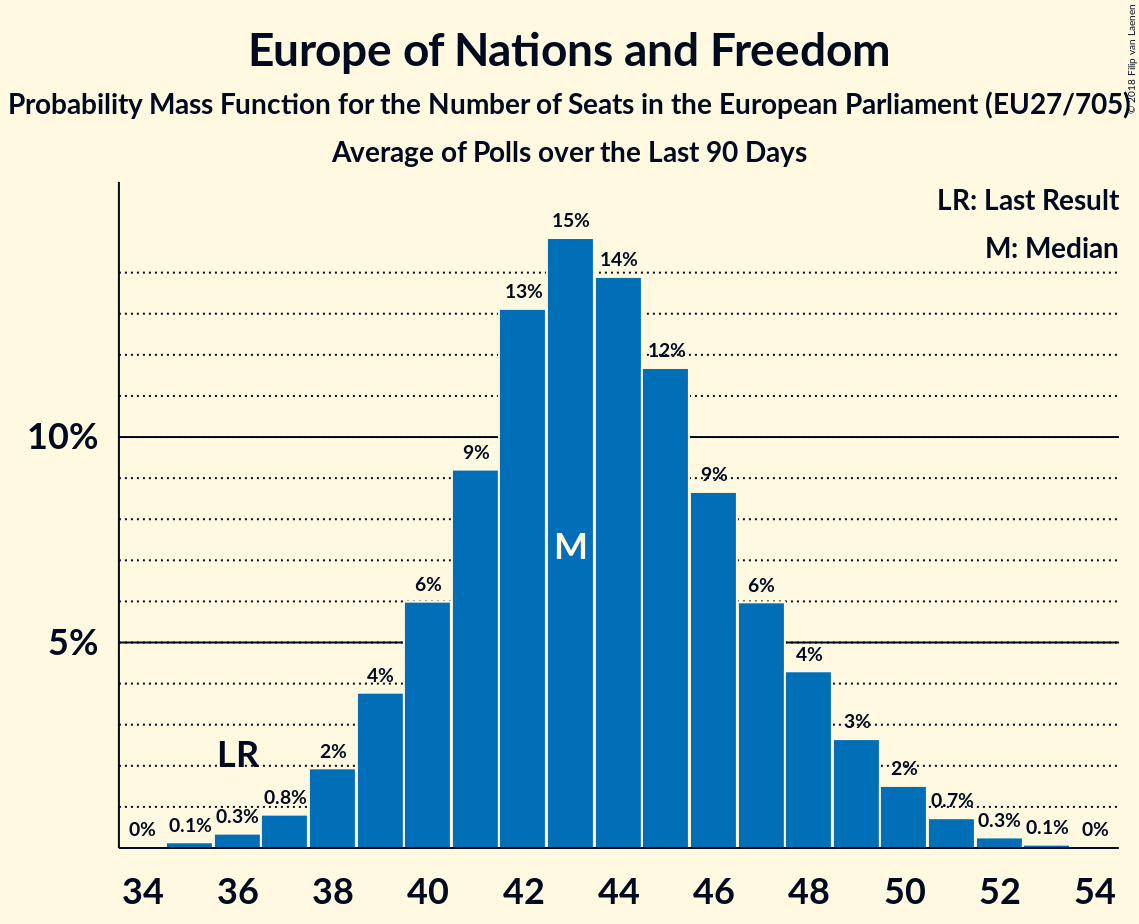 Europe of Nations and Freedom
Probability Mass Function for the Number of Seats in the European Parliament (EU27/705)
Average of Polls over the Last 90 Days
© 2018 Filip van Laenen
LR: Last Result
M: Median
15%
14%
13%
12%
10%
9%
9%
M
6%
6%
5%
4%
4%
3%
LR
2%
2%
0.8%
0.7%
0.3%
0.3%
0% 0.1%
0.1% 0%
34 36 38 40 42 44 46 48 50 52 54